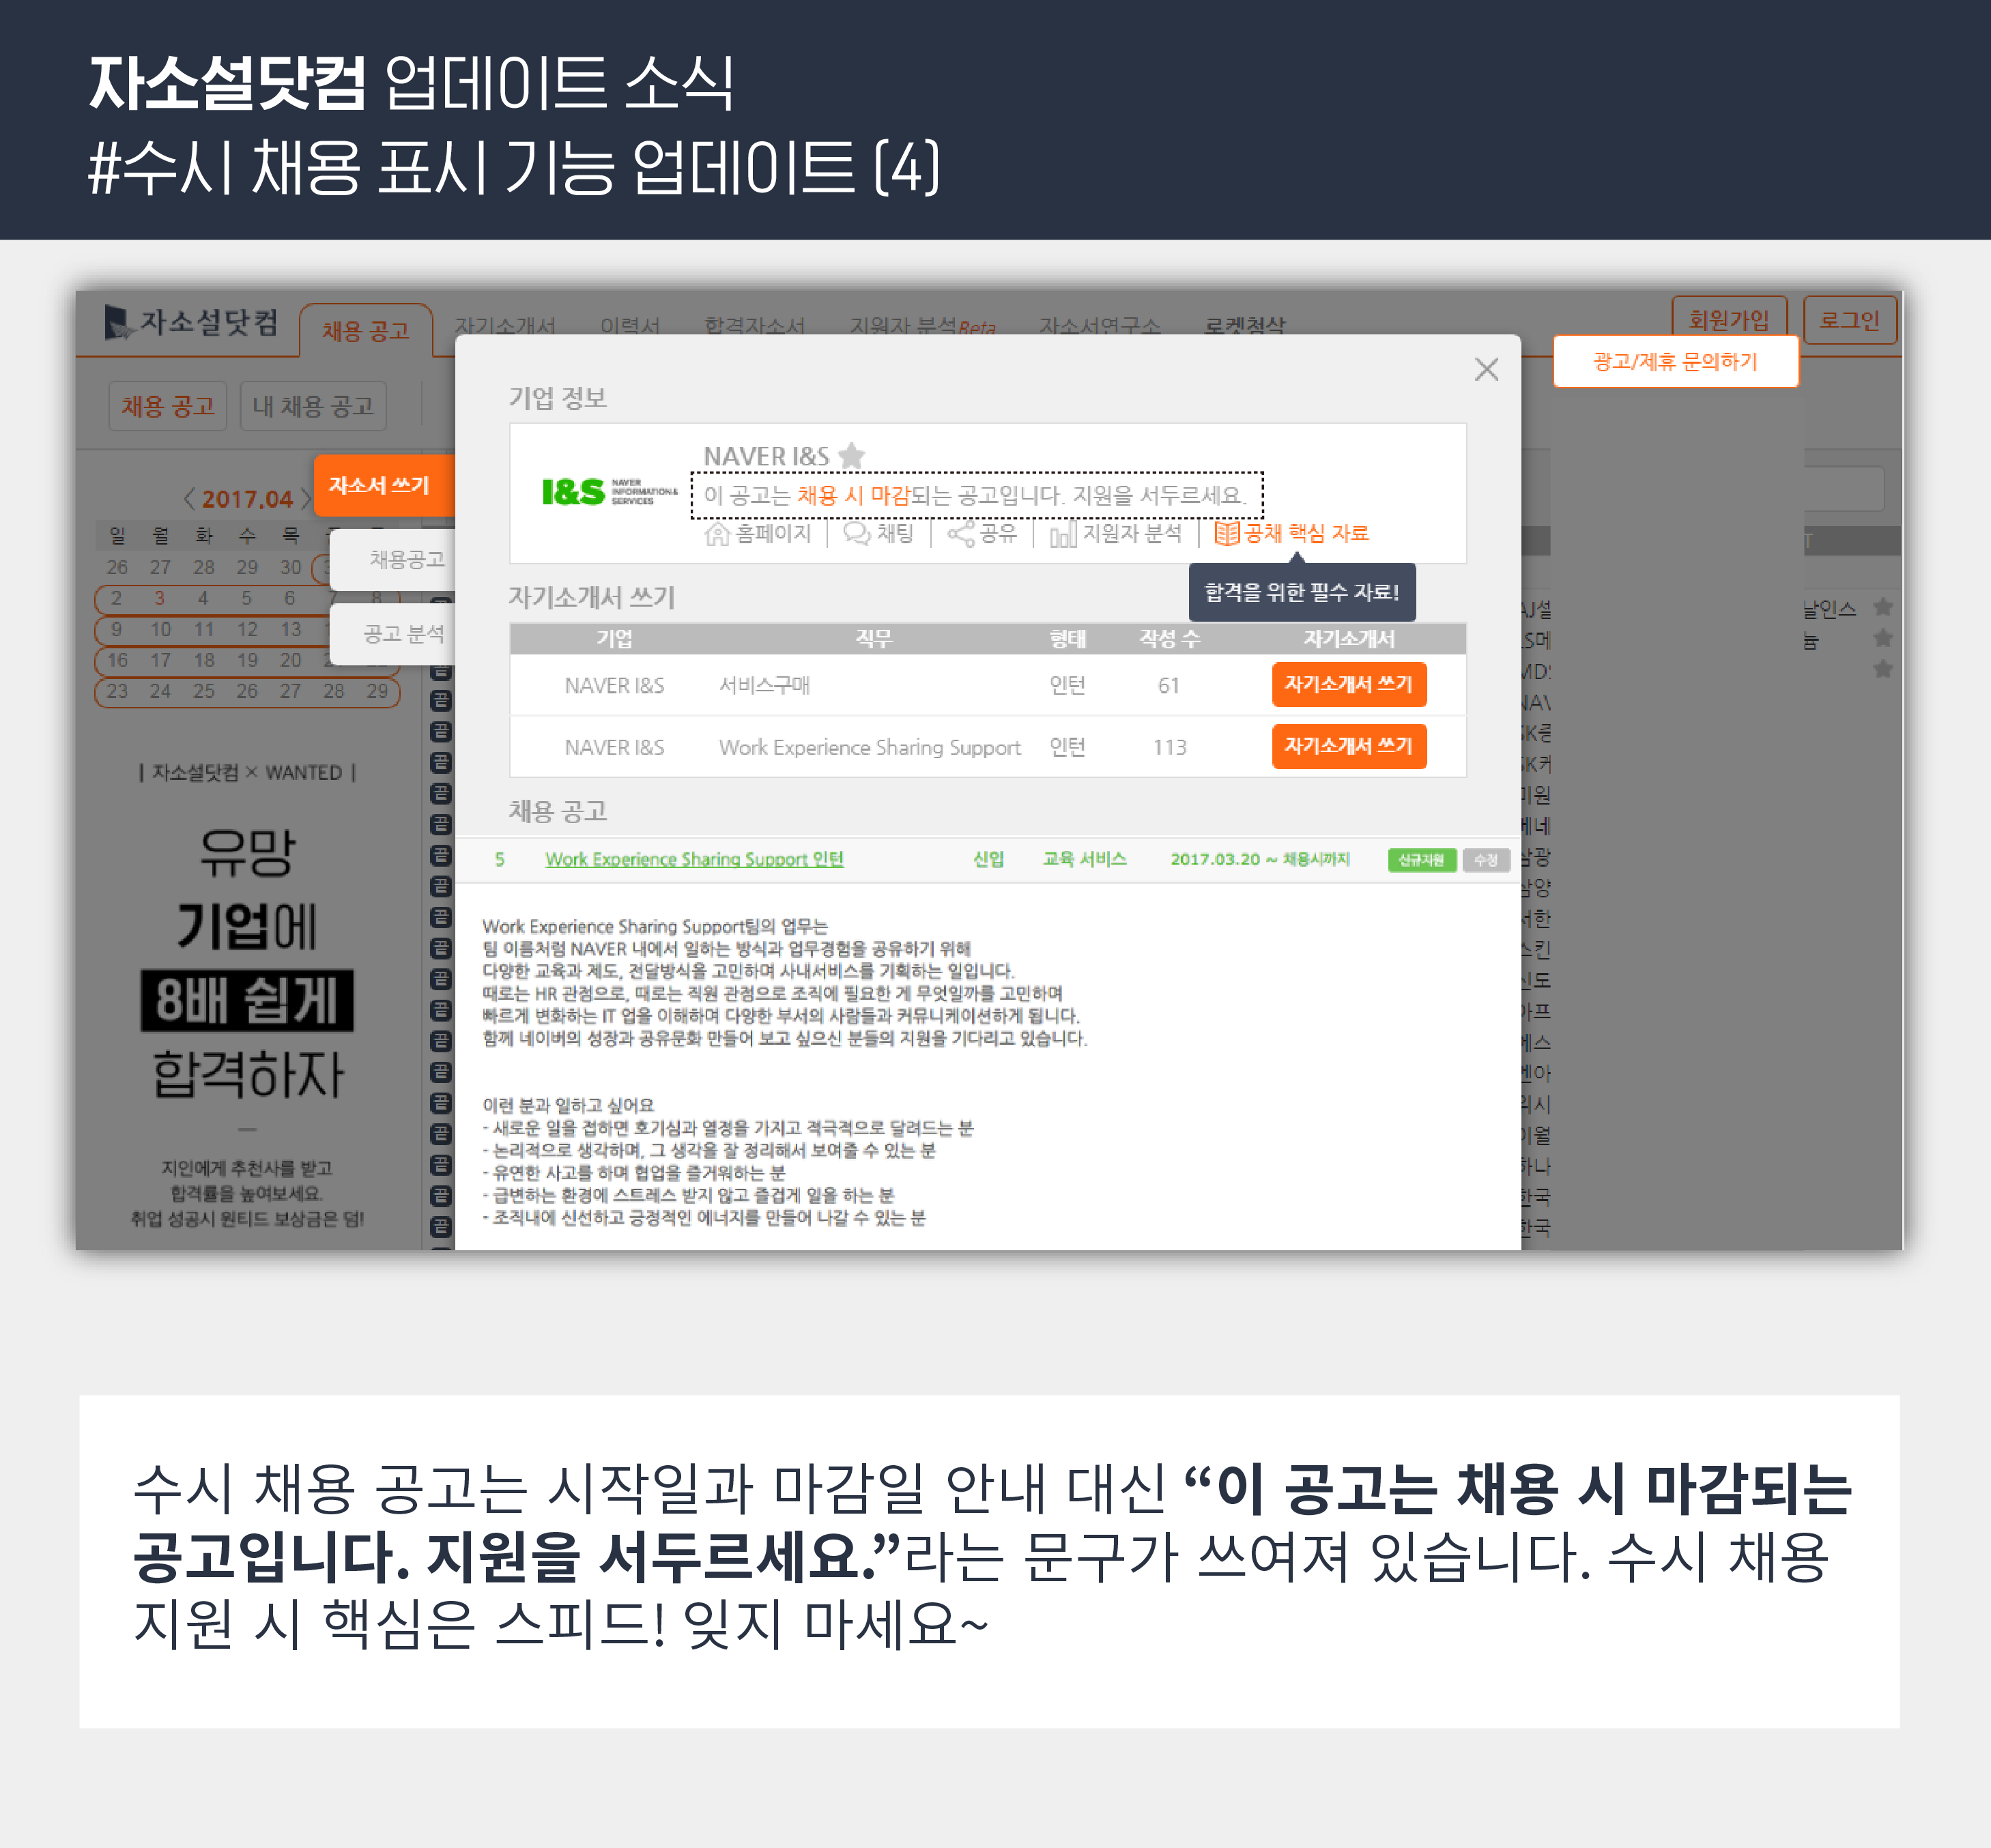 자소설닷컴 업데이트 소식
#수시 채용 표시 기능 업데이트 (4)
자소설닷컴
채용 공고
자기소개서 이력서 합격자소서 지원자 분석Beta 자소서연구소 로켓첨삭
회원가입 로그인
광고/제휴 문의하기
채용 공고 내 채용 공고
자소서 쓰기
채용공고
공고 분석
2017.04
일 월 화 수 목
26 27 28 29 30
2 3 4 5 6 7 8
9 10 11 12 13
16 17 18 19 20
23 24 25 26 27 28 29
| 자소설닷컴 × WANTED |
유망
기업에
8배 쉽게
합격하자
지인에게 추천사를 받고
합격률을 높여보세요.
취업 성공시 원티드 보상금은 덤!
기업 정보
I&S NAVER INFORMATION& SERVICES
NAVER I&S
이 공고는 채용 시 마감되는 공고입니다. 지원을 서두르세요.
홈페이지 채팅 공유 지원자 분석 공채 핵심 자료
합격을 위한 필수 자료!
자기소개서 쓰기
기업 직무 형태 작성 수 자기소개서
NAVER I&S 서비스구매 인턴 61 자기소개서 쓰기
NAVER I&S Work Experience Sharing Support 인턴 113 자기소개서 쓰기
채용 공고
5 Work Experience Sharing Support 인턴 신입 교육 서비스 2017.03.20 ~ 채용시까지 신규지원 수정
Work Experience Sharing Support팀의 업무는
팀 이름처럼 NAVER 내에서 일하는 방식과 업무경험을 공유하기 위해
다양한 교육과 제도, 전달방식을 고민하며 사내서비스를 기획하는 일입니다.
때로는 HR 관점으로, 때로는 직원 관점으로 조직에 필요한 게 무엇일까를 고민하며
빠르게 변화하는 IT 업을 이해하며 다양한 부서의 사람들과 커뮤니케이션하게 됩니다.
함께 네이버의 성장과 공유문화 만들어 보고 싶으신 분들의 지원을 기다리고 있습니다.
이런 분과 일하고 싶어요
- 새로운 일을 접하면 호기심과 열정을 가지고 적극적으로 달려드는 분
- 논리적으로 생각하며, 그 생각을 잘 정리해서 보여줄 수 있는 분
- 유연한 사고를 하며 협업을 즐거워하는 분
- 급변하는 환경에 스트레스 받지 않고 즐겁게 일을 하는 분
- 조직내에 신선하고 긍정적인 에너지를 만들어 나갈 수 있는 분
수시 채용 공고는 시작일과 마감일 안내 대신 “이 공고는 채용 시 마감되는
공고입니다. 지원을 서두르세요.”라는 문구가 쓰여져 있습니다. 수시 채용
지원 시 핵심은 스피드! 잊지 마세요~